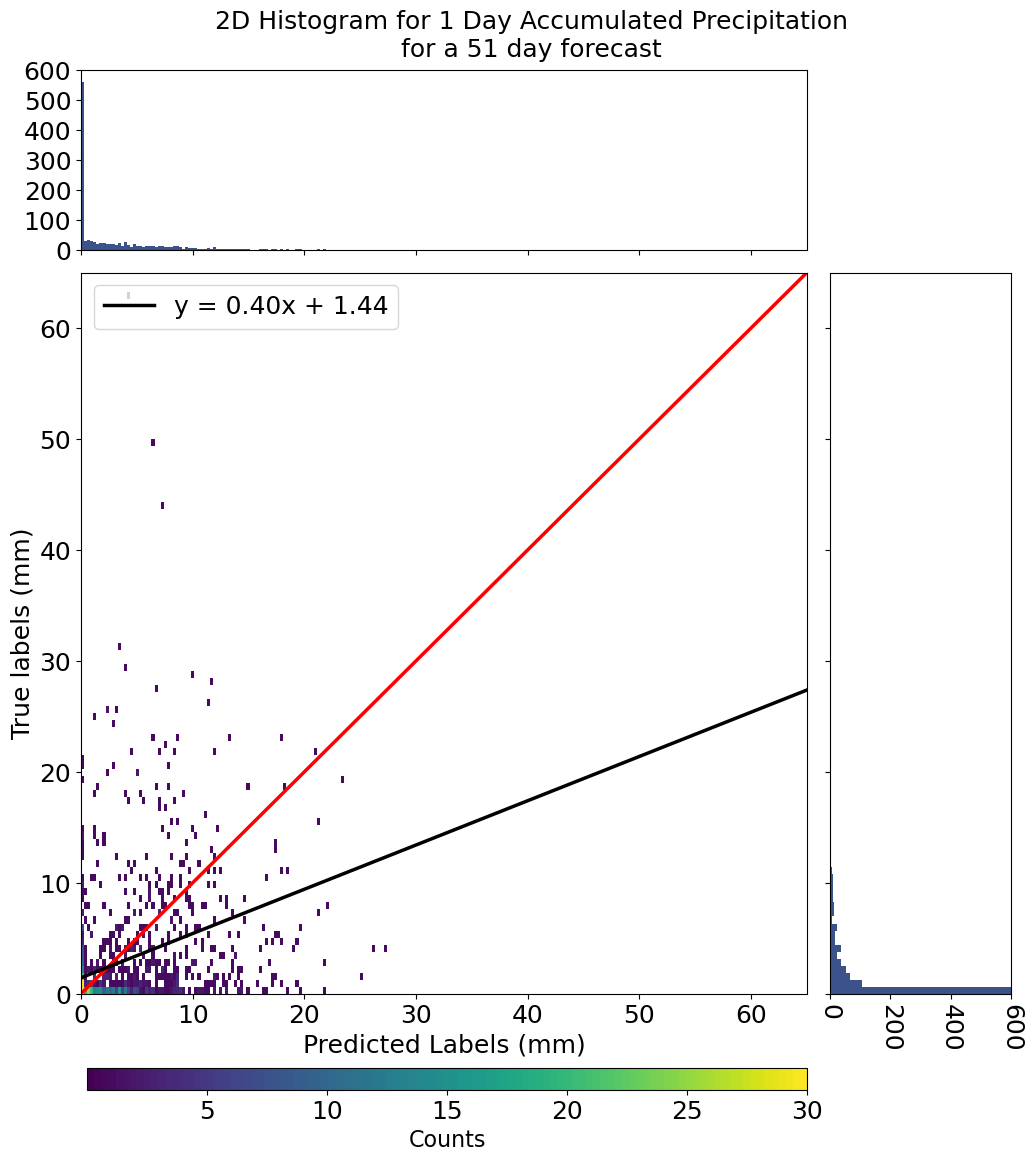 2D Histogram for 1 Day Accumulated Precipitation
for a 51 day forecast
600
500
400
300
200
100
0
y = 0.40x + 1.44
60
50
40
30
20
10
0
True labels (mm)
0 10 20 30 40 50 60
Predicted Labels (mm)
0 200 400 600
5 10 15 20 25 30
Counts